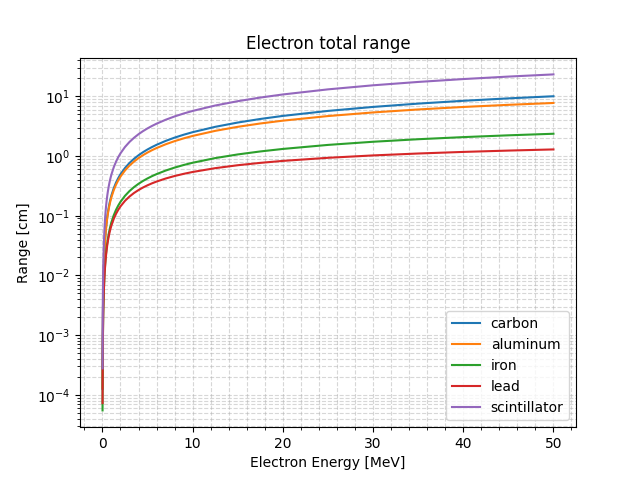 Electron total range
Range [cm]
10¹
10⁰
10⁻¹
10⁻²
10⁻³
10⁻⁴
carbon
aluminum
iron
lead
scintillator
0 10 20 30 40 50
Electron Energy [MeV]